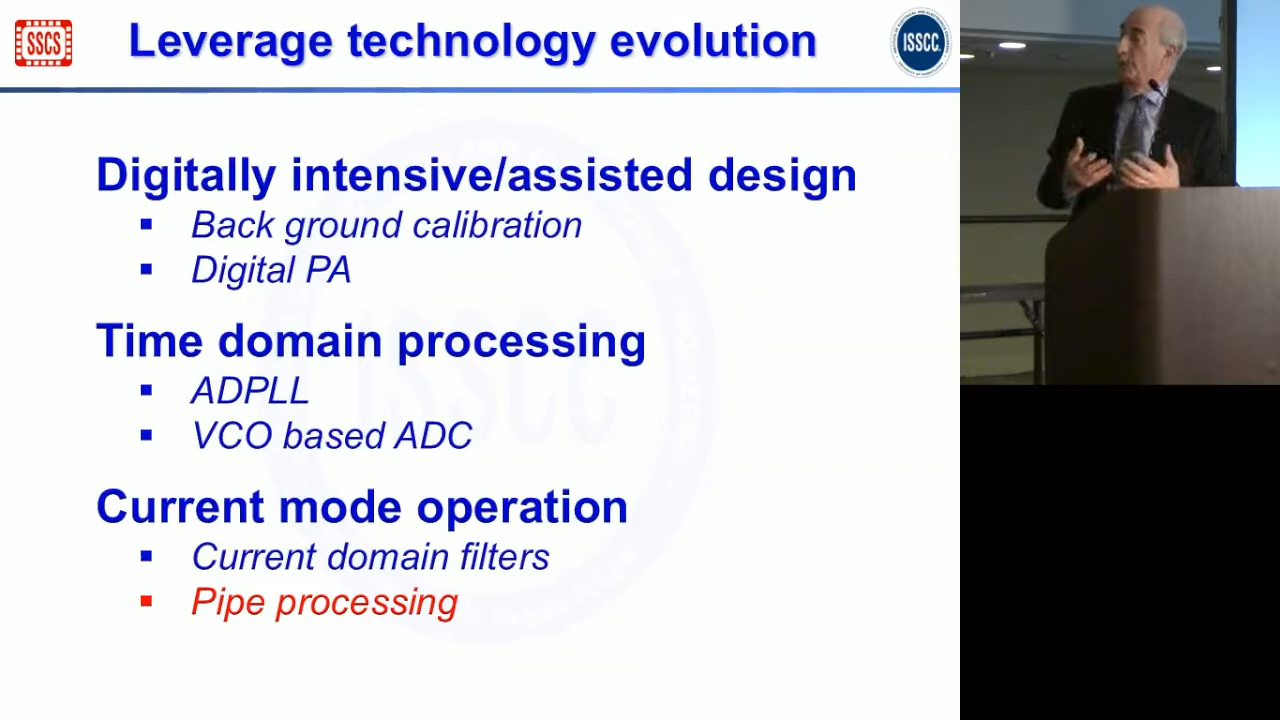 SSCS
Leverage technology evolution
ISSCC
Digitally intensive/assisted design
▪ Back ground calibration
▪ Digital PA
Time domain processing
▪ ADPLL
▪ VCO based ADC
Current mode operation
▪ Current domain filters
▪ Pipe processing